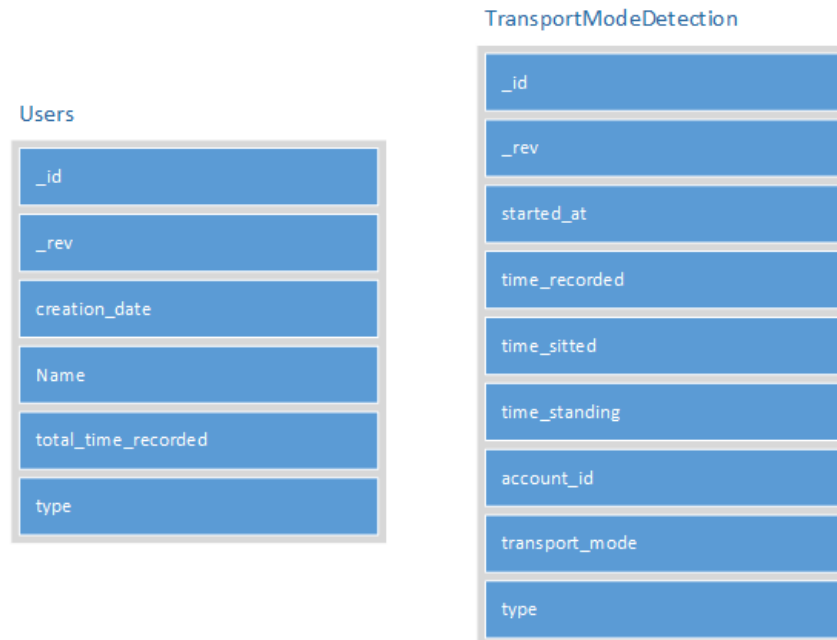 Users
_id
_rev
creation_date
Name
total_time_recorded
type
TransportModeDetection
_id
_rev
started_at
time_recorded
time_sitted
time_standing
account_id
transport_mode
type